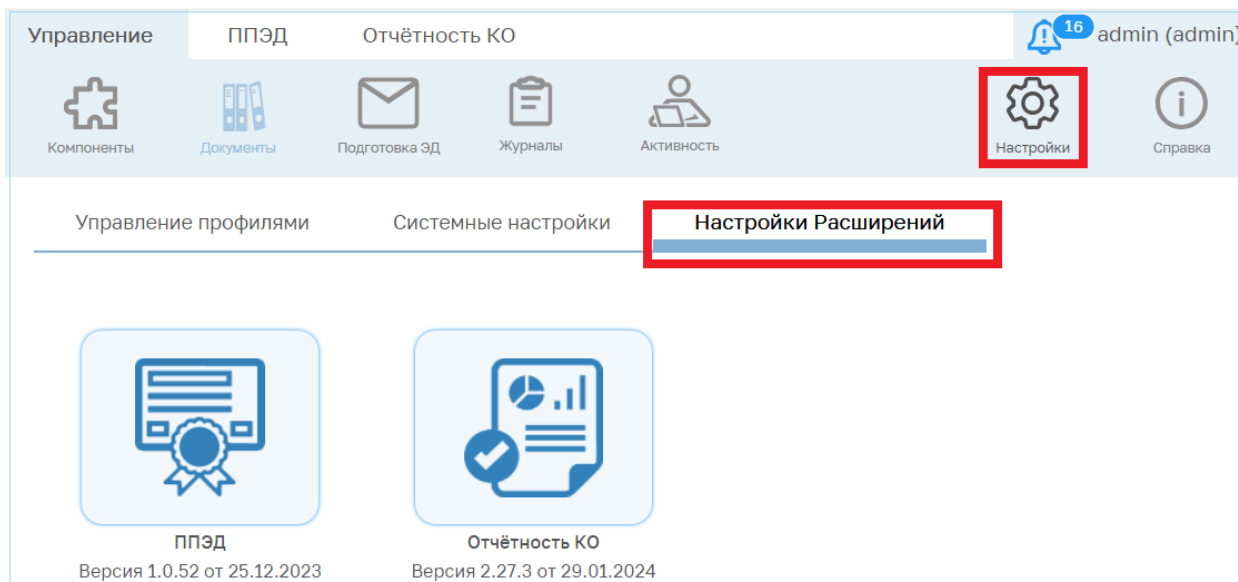 Управление ППЭД Отчётность КО 16 admin (admin)
Компоненты Документы Подготовка ЭД Журналы Активность Настройки Справка
Управление профилями Системные настройки Настройки Расширений
ППЭД Отчётность КО
Версия 1.0.52 от 25.12.2023 Версия 2.27.3 от 29.01.2024